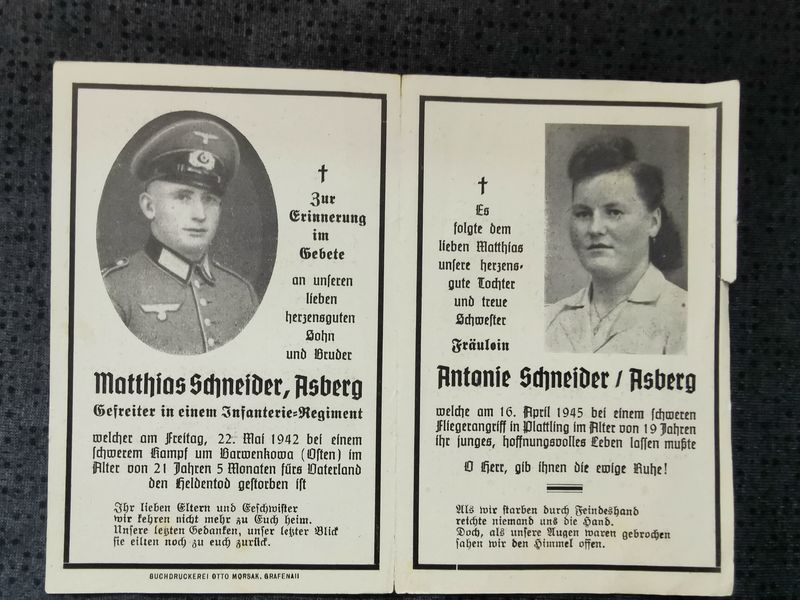 ✝
Zur
Erinnerung
im
Gebete
an unseren
lieben
herzensguten
Sohn
und Bruder
Matthias Schneider, Asberg
Gefreiter in einem Infanterie=Regiment
welcher am Freitag, 22. Mai 1942 bei einem
schwerem Kampf um Barwenkowa (Osten) im
Alter von 21 Jahren 5 Monaten fürs Vaterland
den Heldentod gestorben ist
Ihr lieben Eltern und Geschwister
wir kehren nicht mehr zu Euch heim.
Unsere letzten Gedanken, unser letzter Blick
sie eilten noch zu euch zurück.
BUCHDRUCKEREI OTTO MORSAK, GRAFENAU
✝
Es
folgte dem
lieben Matthias
unsere herzens-
gute Tochter
und treue
Schwester
Fräulein
Antonie Schneider / Asberg
welche am 16. April 1945 bei einem schweren
Fliegerangriff in Plattling im Alter von 19 Jahren
ihr junges, hoffnungsvolles Leben lassen mußte
O Herr, gib ihnen die ewige Ruhe!
Als wir starben durch Feindeshand
reichte niemand uns die Hand.
Doch, als unsere Augen waren gebrochen
sahen wir den Himmel offen.